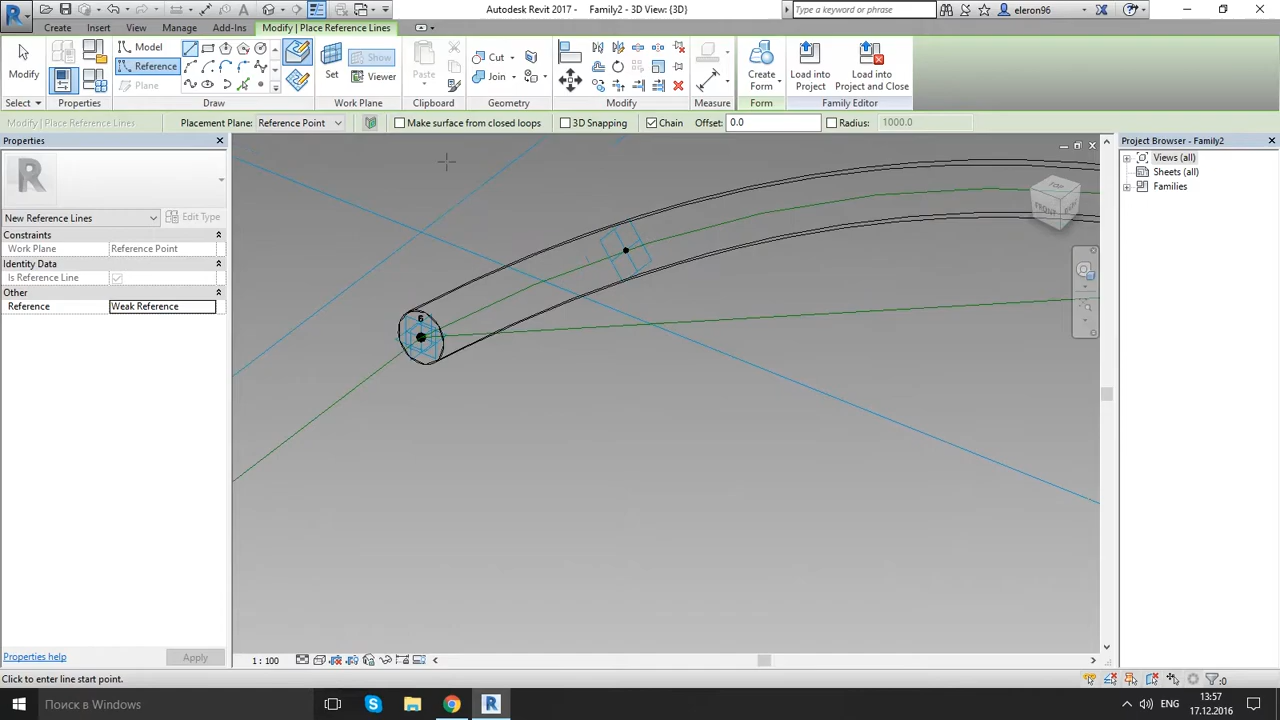 Autodesk Revit 2017 - Family2 - 3D View: {3D}
Type a keyword or phrase
eleron96
Create
Insert
View
Manage
Add-Ins
Modify | Place Reference Lines
Modify
Model
Reference
Plane
Set
Show
Viewer
Paste
Cut
Join
Create Form
Load into Project
Load into Project and Close
Select
Properties
Draw
Work Plane
Clipboard
Geometry
Modify
Measure
Form
Family Editor
Modify | Place Reference Lines
Placement Plane: Reference Point
Make surface from closed loops
3D Snapping
Chain
Offset: 0.0
Radius: 1000.0
Properties
New Reference Lines
Edit Type
Constraints
Work Plane Reference Point
Identity Data
Is Reference Line
Other
Reference Weak Reference
Properties help
Apply
6
TOP
FRONT
Project Browser - Family2
Views (all)
Sheets (all)
Families
1 : 100
Click to enter line start point.
:0
Поиск в Windows
ENG
13:57
17.12.2016